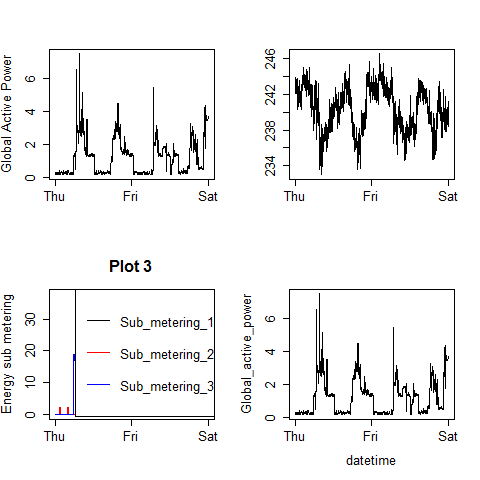 Global Active Power
0 2 4 6
Thu Fri Sat
234 238 242 246
Thu Fri Sat
Plot 3
Energy sub metering
0 10 20 30
Sub_metering_1
Sub_metering_2
Sub_metering_3
Thu Fri Sat
Global_active_power
0 2 4 6
Thu Fri Sat
datetime